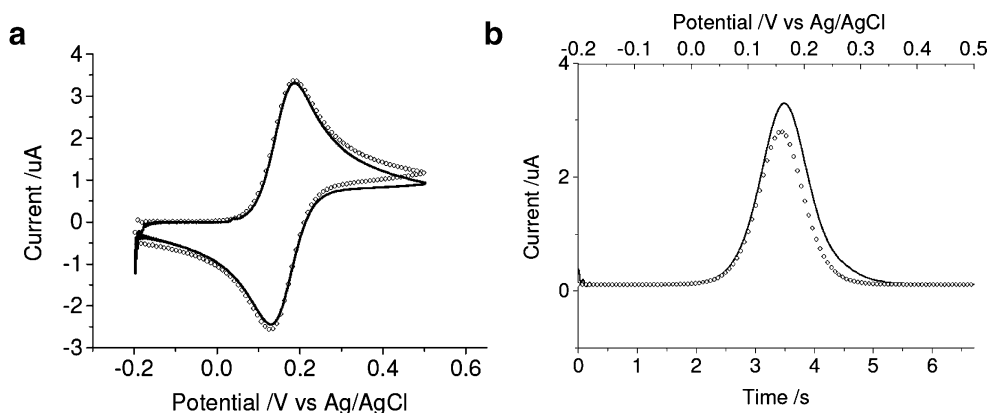 a
Current /uA
4
3
2
1
0
-1
-2
-3
-0.2 0.0 0.2 0.4 0.6
Potential /V vs Ag/AgCl
b
Potential /V vs Ag/AgCl
-0.2 -0.1 0.0 0.1 0.2 0.3 0.4 0.5
Current /uA
4
2
0
0 1 2 3 4 5 6
Time /s